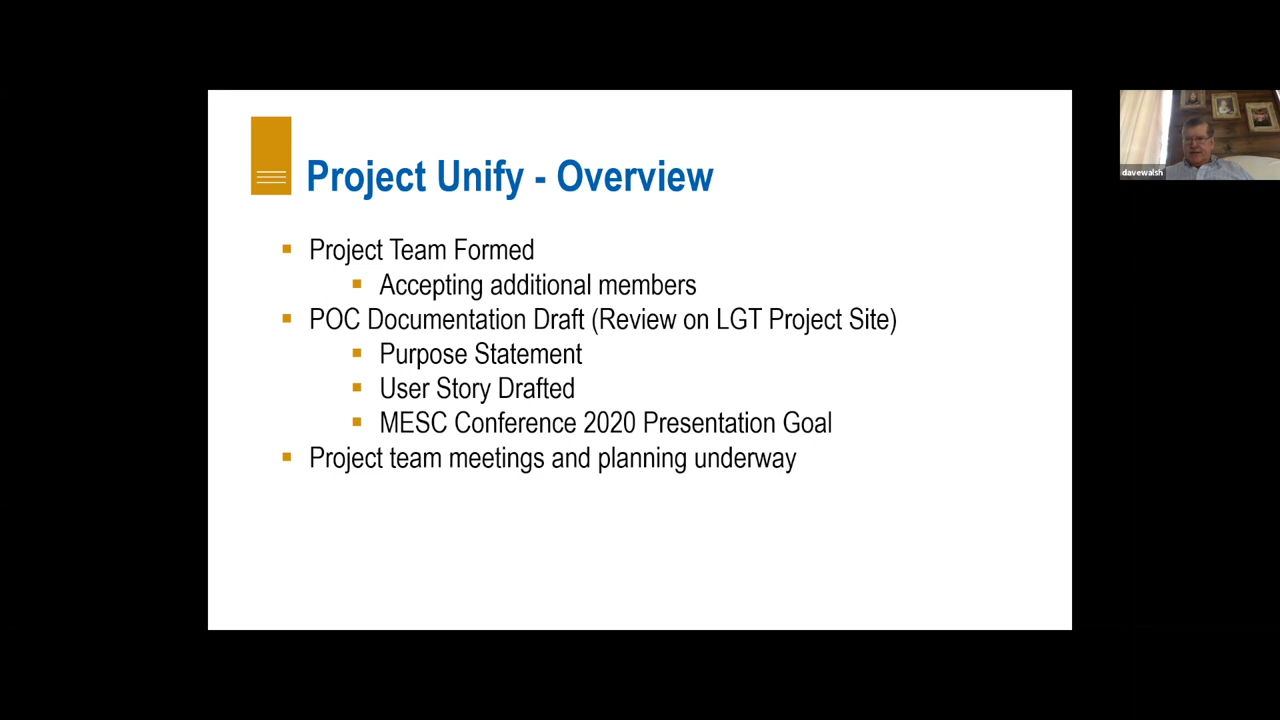 Project Unify - Overview
Project Team Formed
Accepting additional members
POC Documentation Draft (Review on LGT Project Site)
Purpose Statement
User Story Drafted
MESC Conference 2020 Presentation Goal
Project team meetings and planning underway
davewalsh